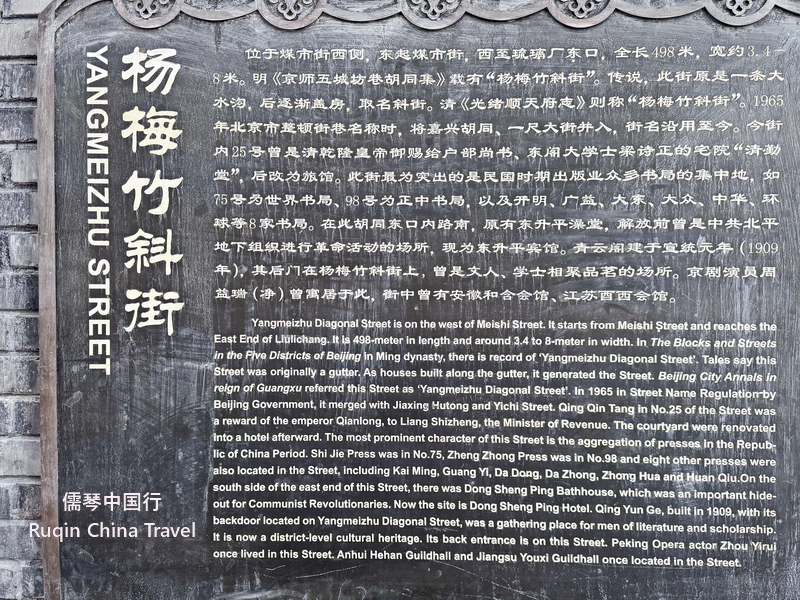 杨梅竹斜街
YANGMEIZHU STREET
位于煤市街西侧，东起煤市街，西至琉璃厂东口，全长498米，宽约3.4—
8米。明《京师五城坊巷胡同集》载有“杨梅竹斜街”。传说，此街原是一条大
水沟，后逐渐盖房，取名斜街。清《光绪顺天府志》则称“杨梅竹斜街”。1965
年北京市整顿街巷名称时，将嘉兴胡同、一尺大街并入，街名沿用至今。今街
内25号曾是清乾隆皇帝御赐给户部尚书、东阁大学士梁诗正的宅院“清勤
堂”，后改为旅馆。此街最为突出的是民国时期出版业众多书局的集中地，如
75号为世界书局、98号为正中书局，以及开明、广益、大东、大众、中华、环
球等8家书局。在此胡同东口内路南，原有东升平澡堂，解放前曾是中共北平
地下组织进行革命活动的场所，现为东升平宾馆。青云阁建于宣统元年（1909
年），其后门在杨梅竹斜街上，曾是文人、学士相聚品茗的场所。京剧演员周
益瑞（净）曾寓居于此，街中曾有安徽和含会馆、江苏酉西会馆。
Yangmeizhu Diagonal Street is on the west of Meishi Street. It starts from Meishi Street and reaches the
East End of Liulichang. It is 498-meter in length and around 3.4 to 8-meter in width. In The Blocks and Streets
in the Five Districts of Beijing in Ming dynasty, there is record of ‘Yangmeizhu Diagonal Street’. Tales say this
Street was originally a gutter. As houses built along the gutter, it generated the Street. Beijing City Annals in
reign of Guangxu referred this Street as ‘Yangmeizhu Diagonal Street’. In 1965 in Street Name Regulation by
Beijing Government, it merged with Jiaxing Hutong and Yichi Street. Qing Qin Tang in No.25 of the Street was
a reward of the emperor Qianlong, to Liang Shizheng, the Minister of Revenue. The courtyard were renovated
into a hotel afterward. The most prominent character of this Street is the aggregation of presses in the Repub-
lic of China Period. Shi Jie Press was in No.75, Zheng Zhong Press was in No.98 and eight other presses were
also located in the Street, including Kai Ming, Guang Yi, Da Dong, Da Zhong, Zhong Hua and Huan Qiu.On the
south side of the east end of this Street, there was Dong Sheng Ping Bathhouse, which was an important hide-
out for Communist Revolutionaries. Now the site is Dong Sheng Ping Hotel. Qing Yun Ge, built in 1909, with its
backdoor located on Yangmeizhu Diagonal Street, was a gathering place for men of literature and scholarship.
It is now a district-level cultural heritage. Its back entrance is on this Street. Peking Opera actor Zhou Yirui
once lived in this Street. Anhui Hehan Guildhall and Jiangsu Youxi Guildhall once located in the Street.
儒琴中国行
Ruqin China Travel